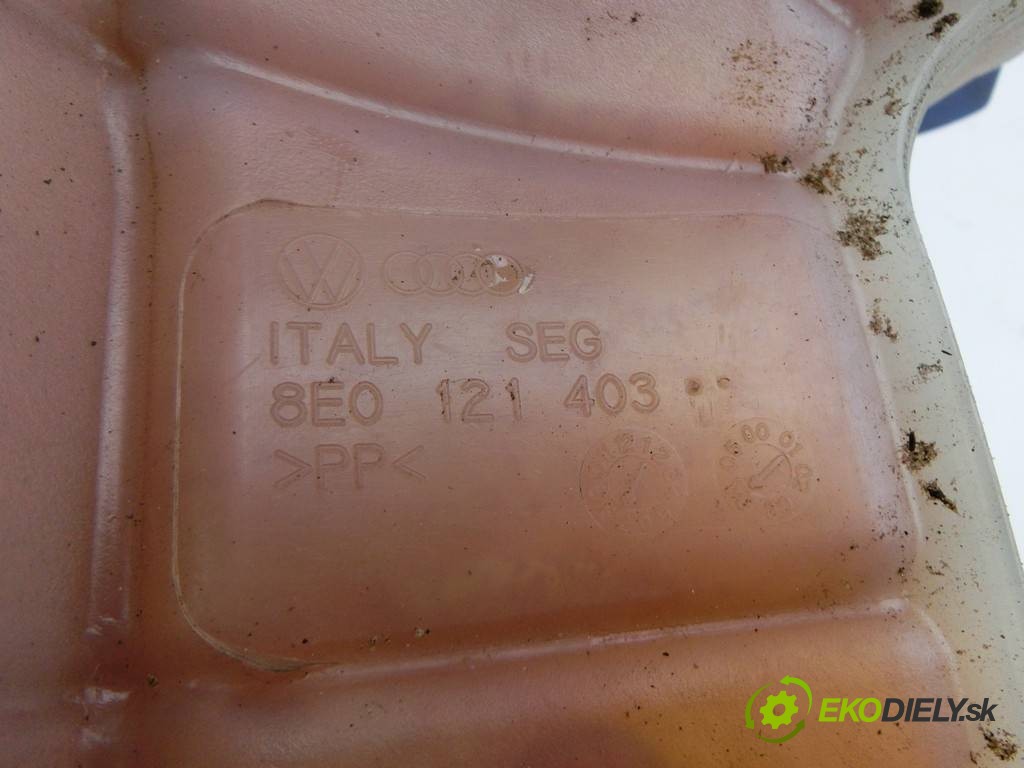 ITALY SEG
8E0 121 403
>PP<
EKODIELY.sk